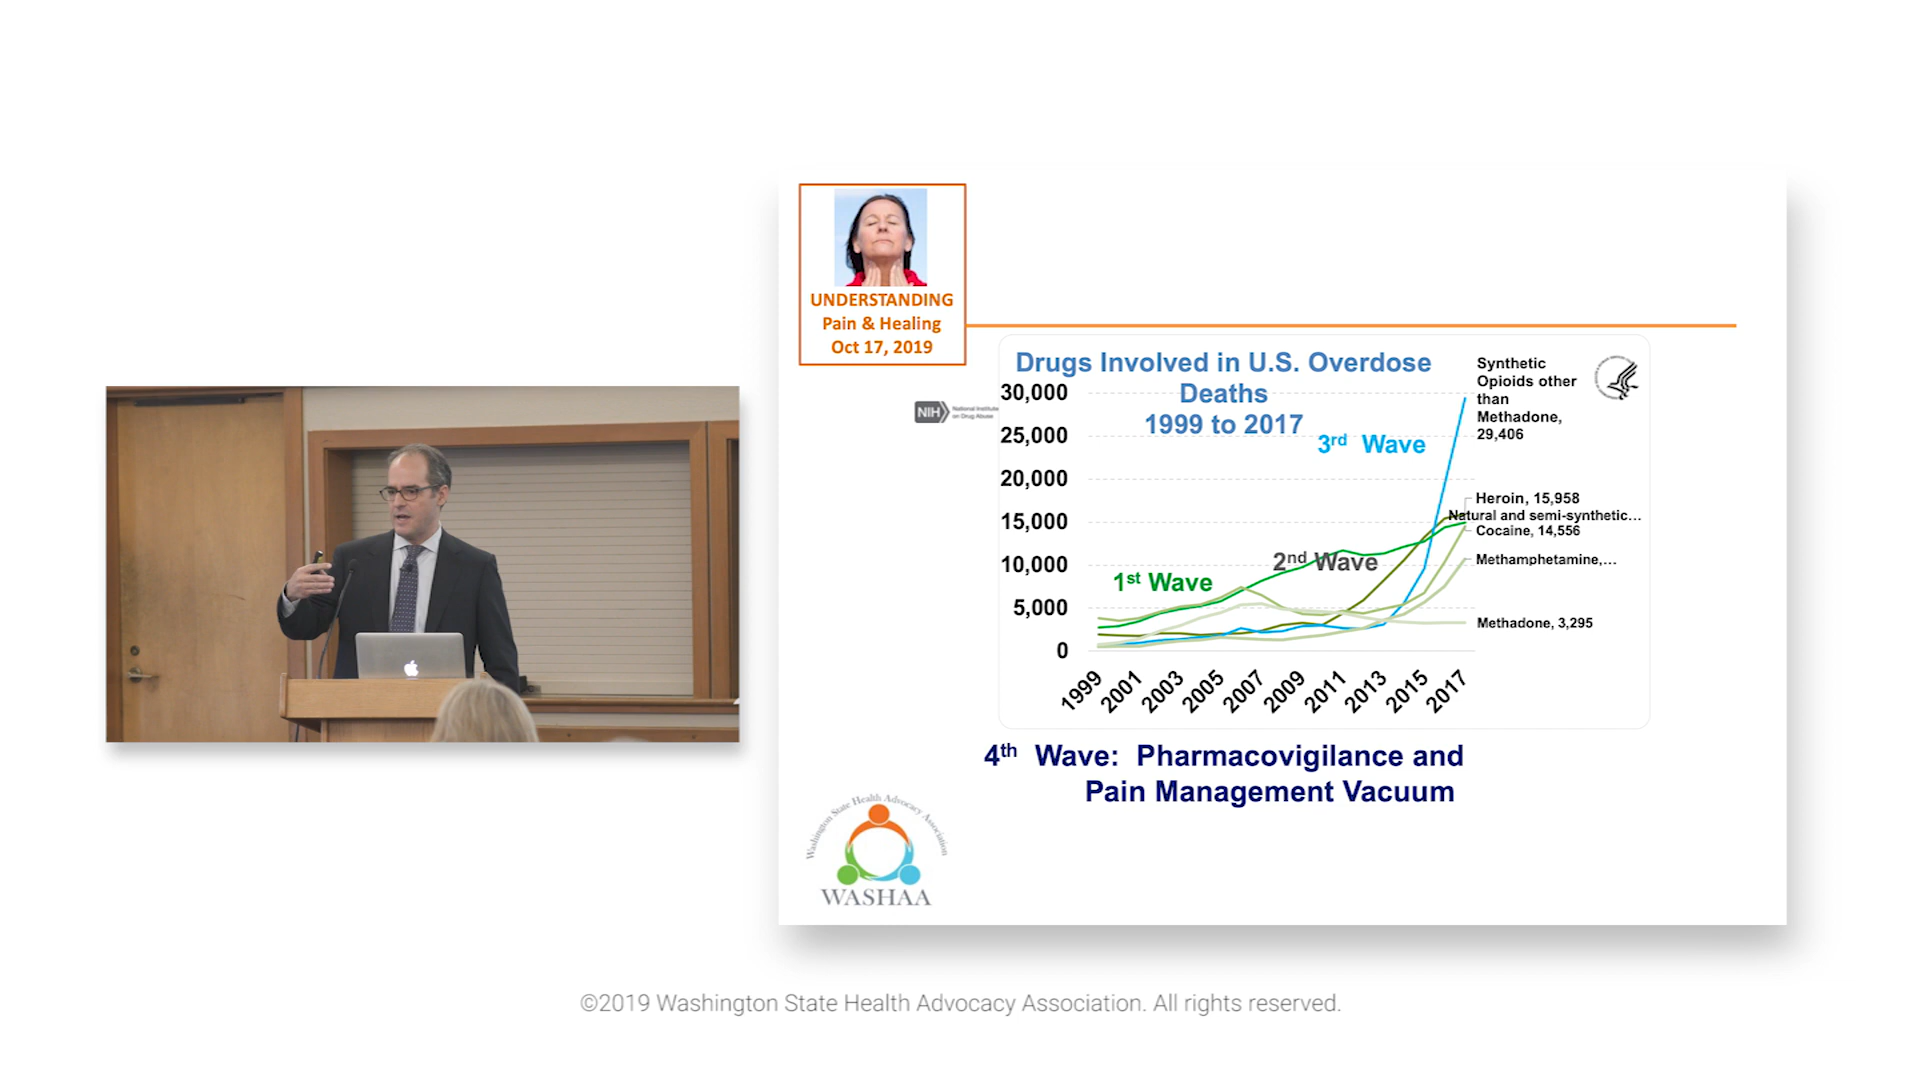 UNDERSTANDING
Pain & Healing
Oct 17, 2019
NIH
National Institute
on Drug Abuse
Drugs Involved in U.S. Overdose
Deaths
1999 to 2017
30,000
25,000
20,000
15,000
10,000
5,000
0
1st Wave
2nd Wave
3rd Wave
Synthetic
Opioids other
than
Methadone,
29,406
Heroin, 15,958
Natural and semi-synthetic...
Cocaine, 14,556
Methamphetamine,...
Methadone, 3,295
1999
2001
2003
2005
2007
2009
2011
2013
2015
2017
4th Wave: Pharmacovigilance and
Pain Management Vacuum
Washington State Health Advocacy Association
WASHAA
©2019 Washington State Health Advocacy Association. All rights reserved.